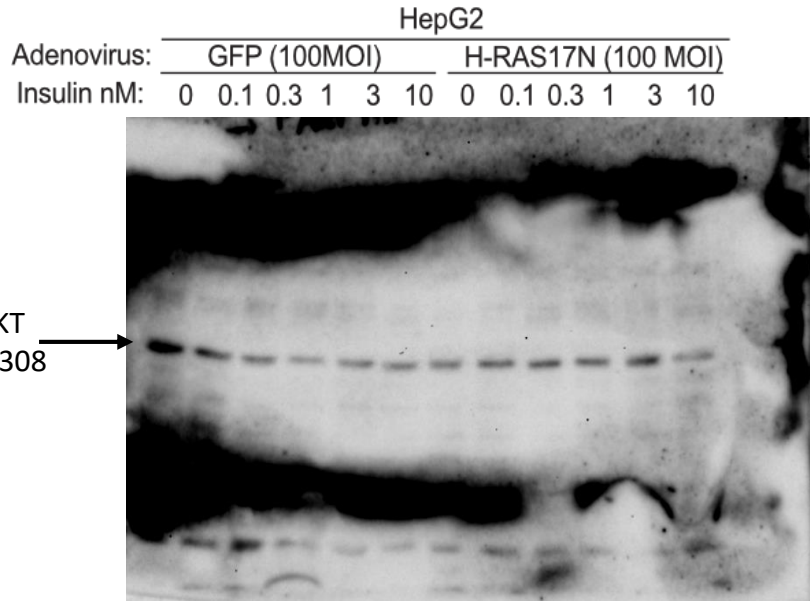 HepG2
Adenovirus: GFP (100MOI) H-RAS17N (100 MOI)
Insulin nM: 0 0.1 0.3 1 3 10 0 0.1 0.3 1 3 10
KT
308